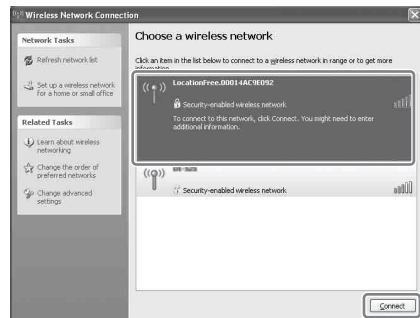 Wireless Network Connection
Network Tasks
Refresh network list
Set up a wireless network
for a home or small office
Related Tasks
Learn about wireless
networking
Change the order of
preferred networks
Change advanced
settings
Choose a wireless network
Click an item in the list below to connect to a wireless network in range or to get more
information.
LocationFree.00014AC9E092
Security-enabled wireless network
To connect to this network, click Connect. You might need to enter
additional information.
Security-enabled wireless network
Connect